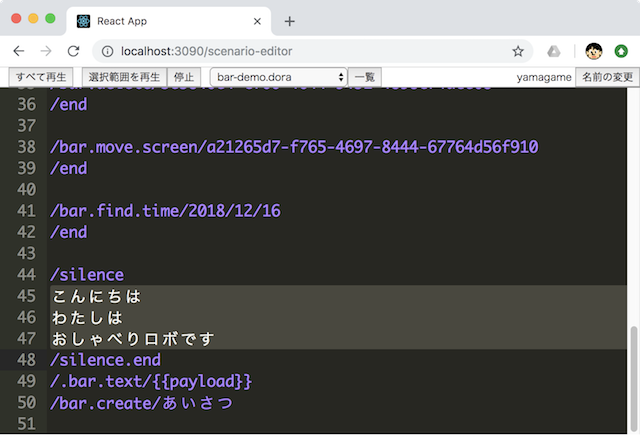 React App
localhost:3090/scenario-editor
すべて再生 選択範囲を再生 停止 bar-demo.dora 一覧 yamagame 名前の変更
36 /end
37
38 /bar.move.screen/a21265d7-f765-4697-8444-67764d56f910
39 /end
40
41 /bar.find.time/2018/12/16
42 /end
43
44 /silence
45 こんにちは
46 わたしは
47 おしゃべりロボです
48 /silence.end
49 /.bar.text/{{payload}}
50 /bar.create/あいさつ
51